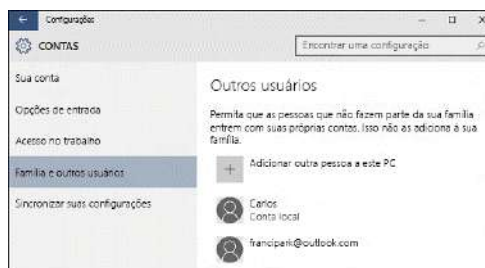 Configurações
CONTAS
Encontrar uma configuração
Sua conta
Opções de entrada
Acesso no trabalho
Família e outros usuários
Sincronizar suas configurações
Outros usuários
Permita que as pessoas que não fazem parte da sua família
entrem com suas próprias contas. Isso não as adiciona à sua
família.
Adicionar outra pessoa a este PC
Carlos
Conta local
francipark@outlook.com